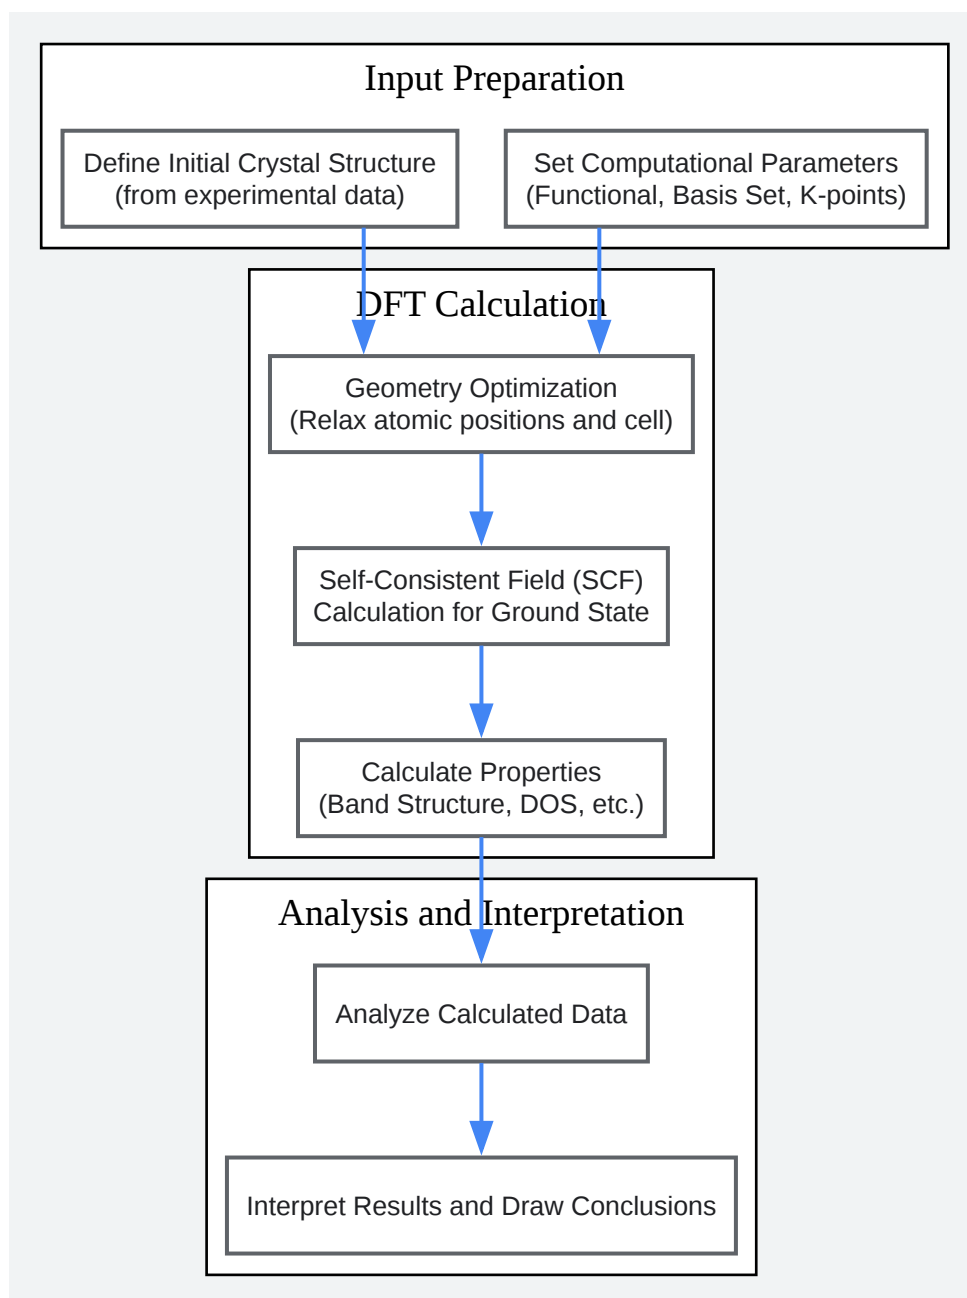 Input Preparation
Define Initial Crystal Structure
(from experimental data)
Set Computational Parameters
(Functional, Basis Set, K-points)
DFT Calculation
Geometry Optimization
(Relax atomic positions and cell)
Self-Consistent Field (SCF)
Calculation for Ground State
Calculate Properties
(Band Structure, DOS, etc.)
Analysis and Interpretation
Analyze Calculated Data
Interpret Results and Draw Conclusions